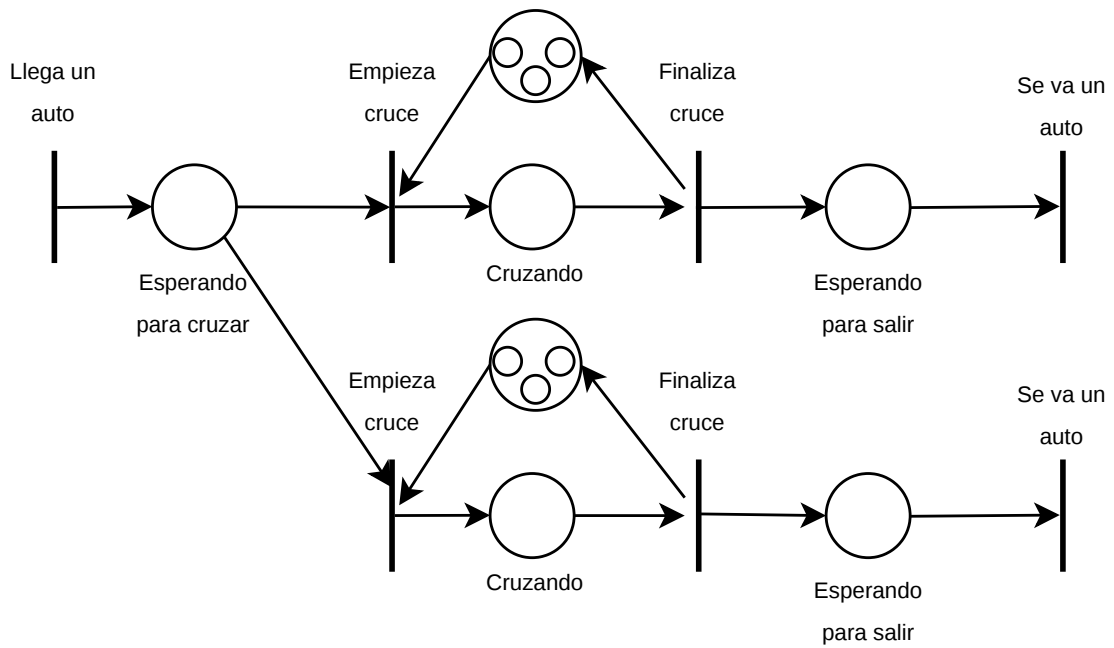 Llega un
auto
Empieza
cruce
Finaliza
cruce
Se va un
auto
Esperando
para cruzar
Cruzando
Esperando
para salir
Empieza
cruce
Finaliza
cruce
Se va un
auto
Cruzando
Esperando
para salir